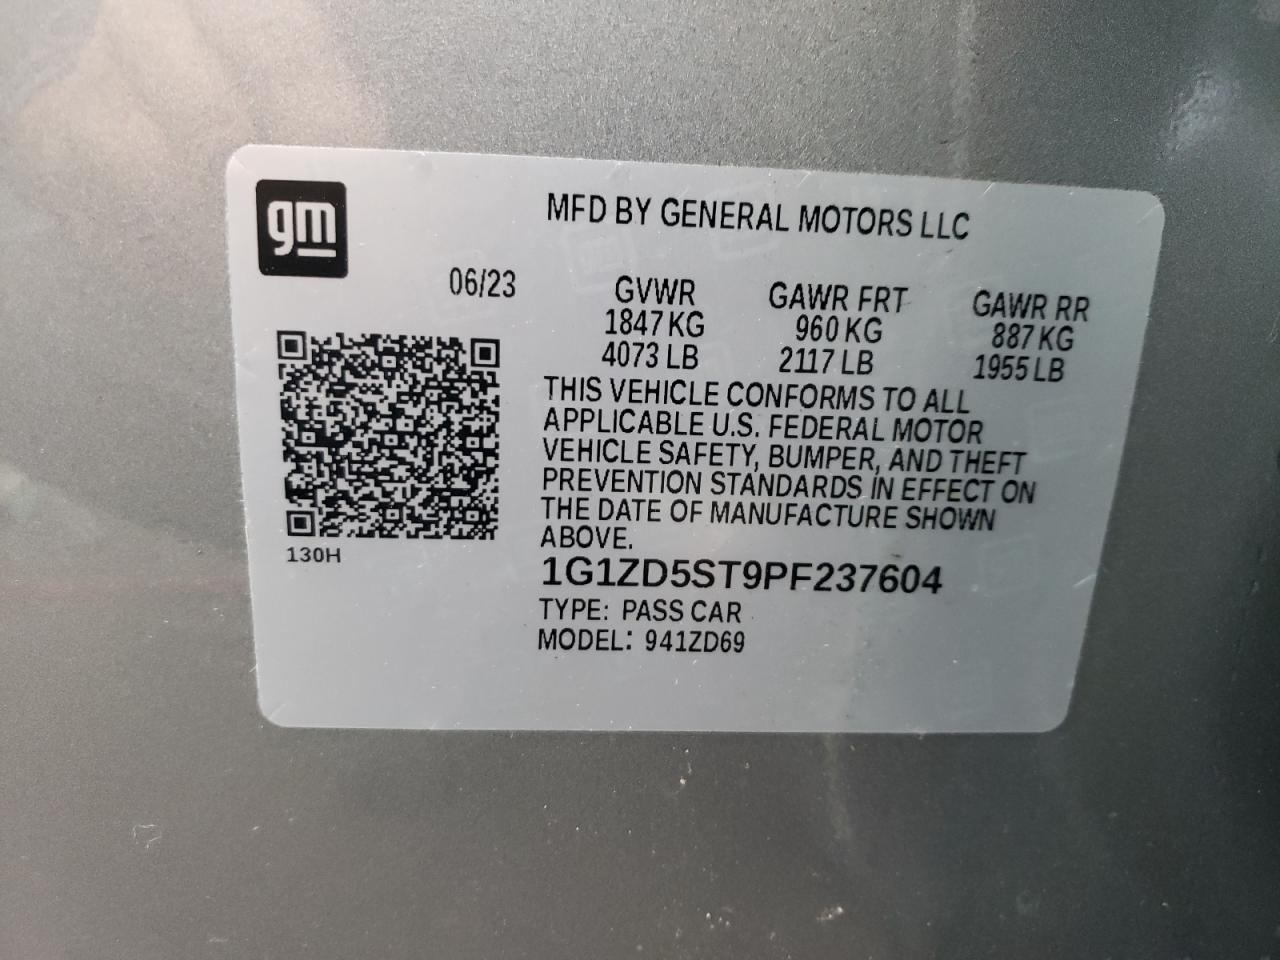 gm
MFD BY GENERAL MOTORS LLC
06/23
GVWR GAWR FRT GAWR RR
1847 KG 960 KG 887 KG
4073 LB 2117 LB 1955 LB
THIS VEHICLE CONFORMS TO ALL
APPLICABLE U.S. FEDERAL MOTOR
VEHICLE SAFETY, BUMPER, AND THEFT
PREVENTION STANDARDS IN EFFECT ON
THE DATE OF MANUFACTURE SHOWN
ABOVE.
130H
1G1ZD5ST9PF237604
TYPE: PASS CAR
MODEL: 941ZD69